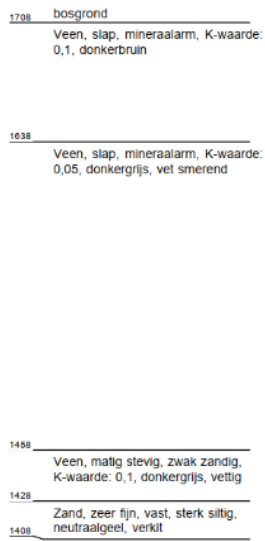 1708 bosgrond
Veen, slap, mineraalarm, K-waarde:
0,1, donkerbruin
1638
Veen, slap, mineraalarm, K-waarde:
0,05, donkergrijs, vet smerend
1458
Veen, matig stevig, zwak zandig,
K-waarde: 0,1, donkergrijs, vettig
1428
Zand, zeer fijn, vast, sterk siltig,
neutraalgeel, verkit
1408